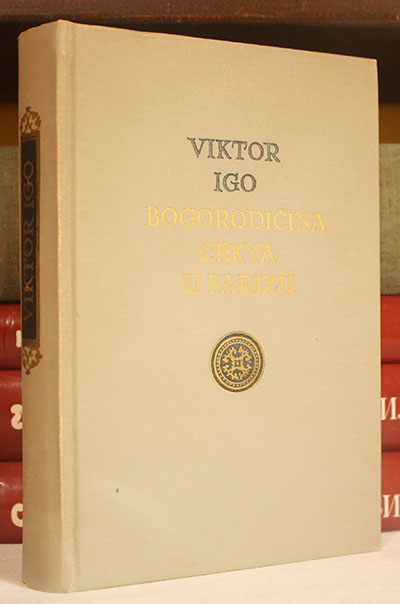 VIKTOR
IGO
BOGORODIČINA
CRKVA
U PARIZU
VIKTOR IGO